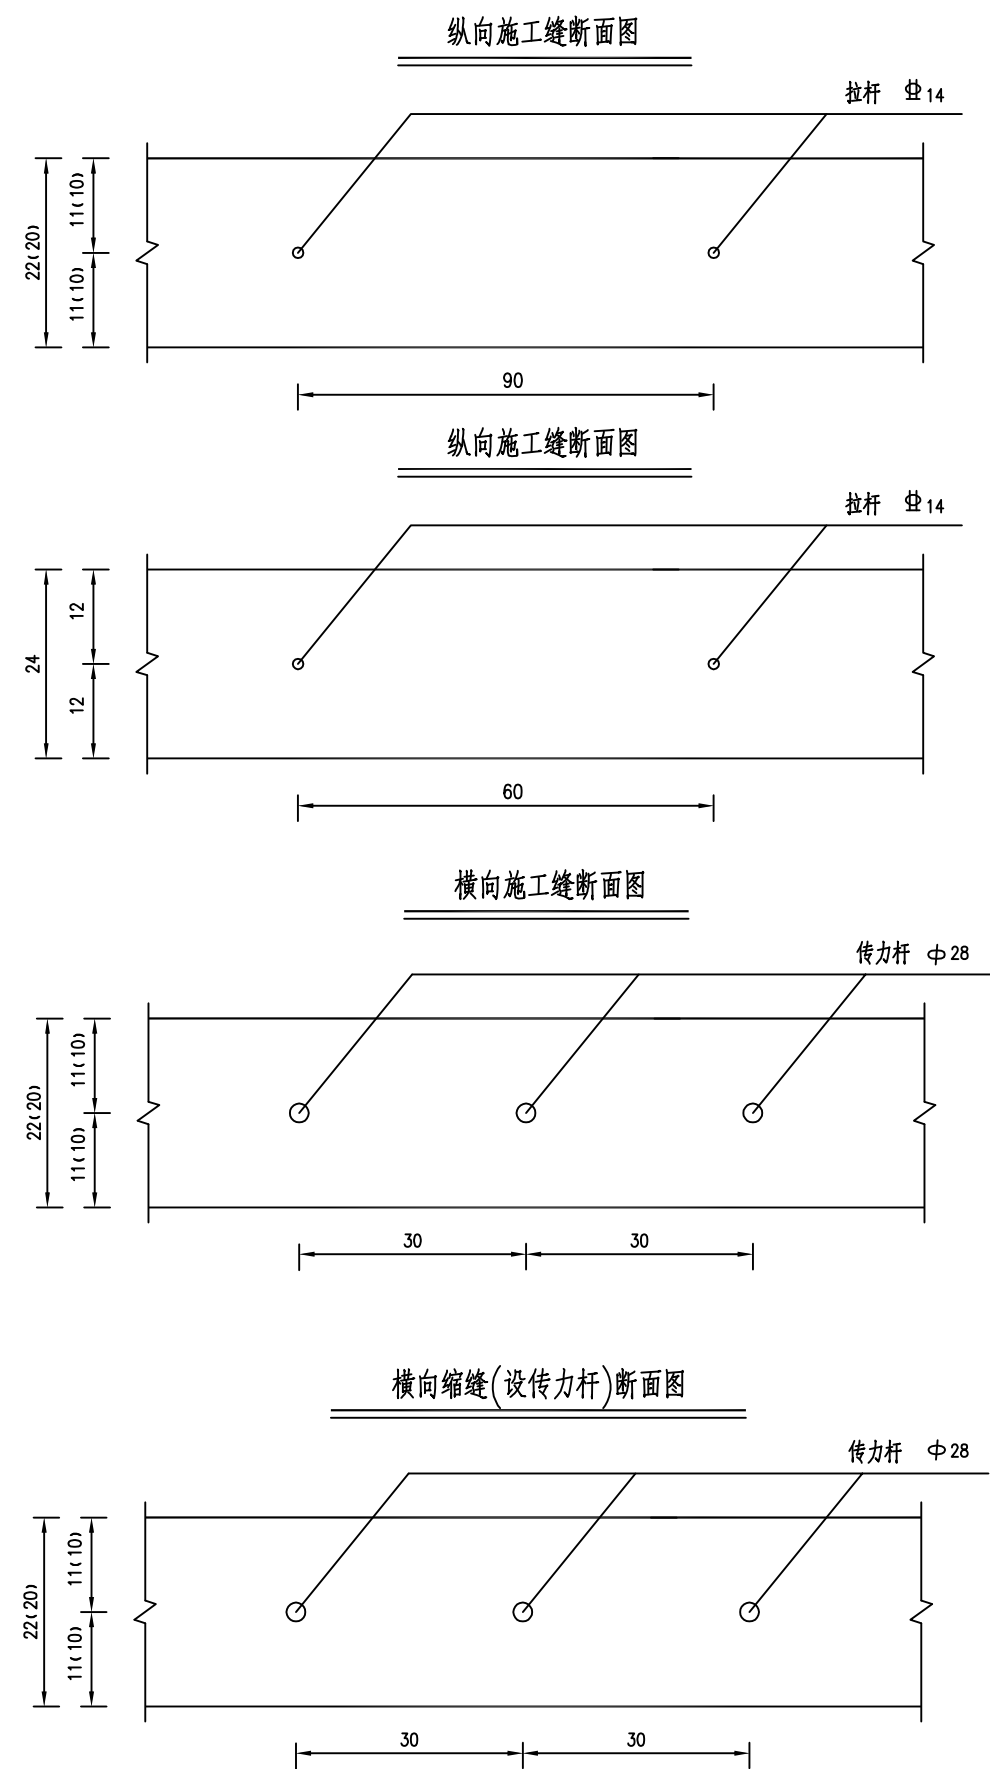 纵向施工缝断面图
拉杆 ⌽14
11(10)
22(20)
11(10)
90
纵向施工缝断面图
拉杆 ⌽14
12
24
12
60
横向施工缝断面图
传力杆 ϕ28
11(10)
22(20)
11(10)
30 30
横向缩缝(设传力杆)断面图
传力杆 ϕ28
11(10)
22(20)
11(10)
30 30